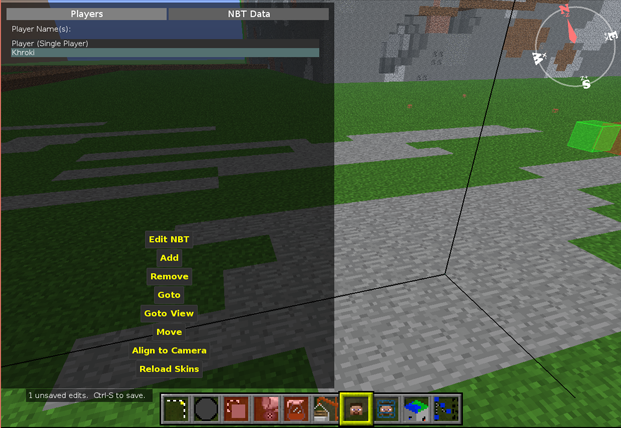 Players
NBT Data
Player Name(s):
Player (Single Player)
Khroki
Edit NBT
Add
Remove
Goto
Goto View
Move
Align to Camera
Reload Skins
1 unsaved edits. Ctrl-S to save.
N
E
W
S